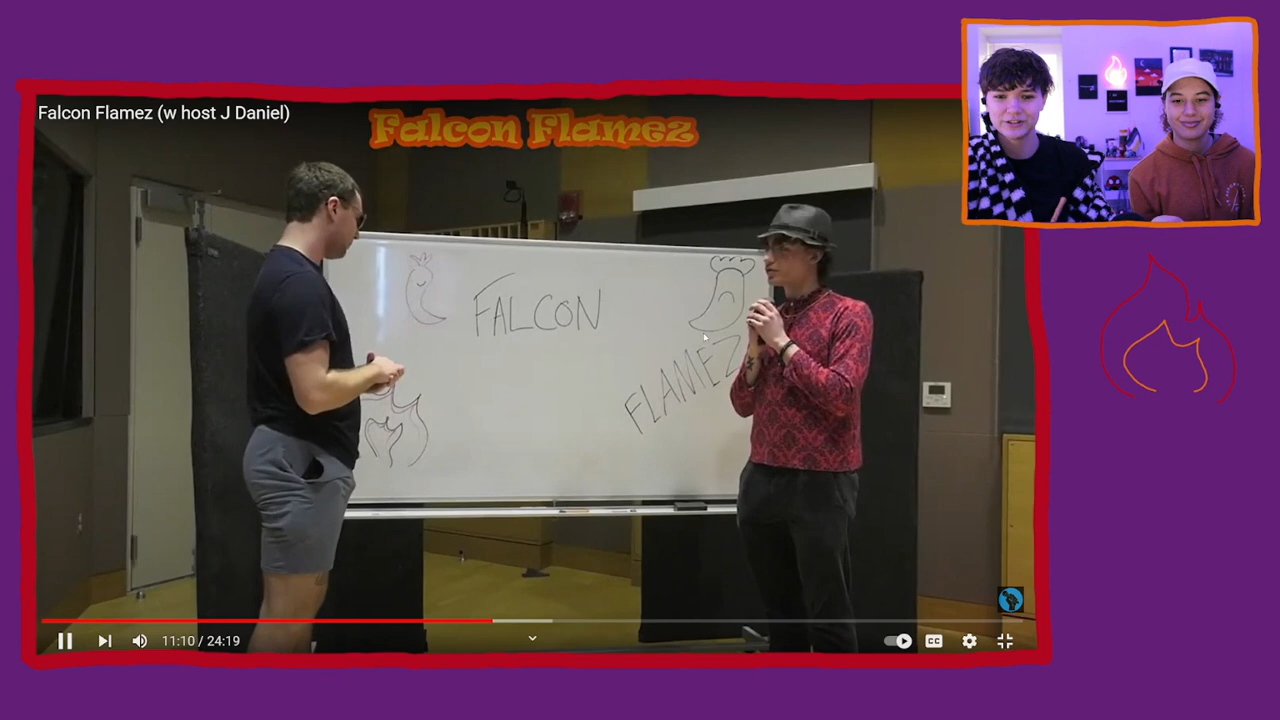 Falcon Flamez (w host J Daniel)
Falcon Flamez
FALCON
FLAMEZ
11:10 / 24:19
CC